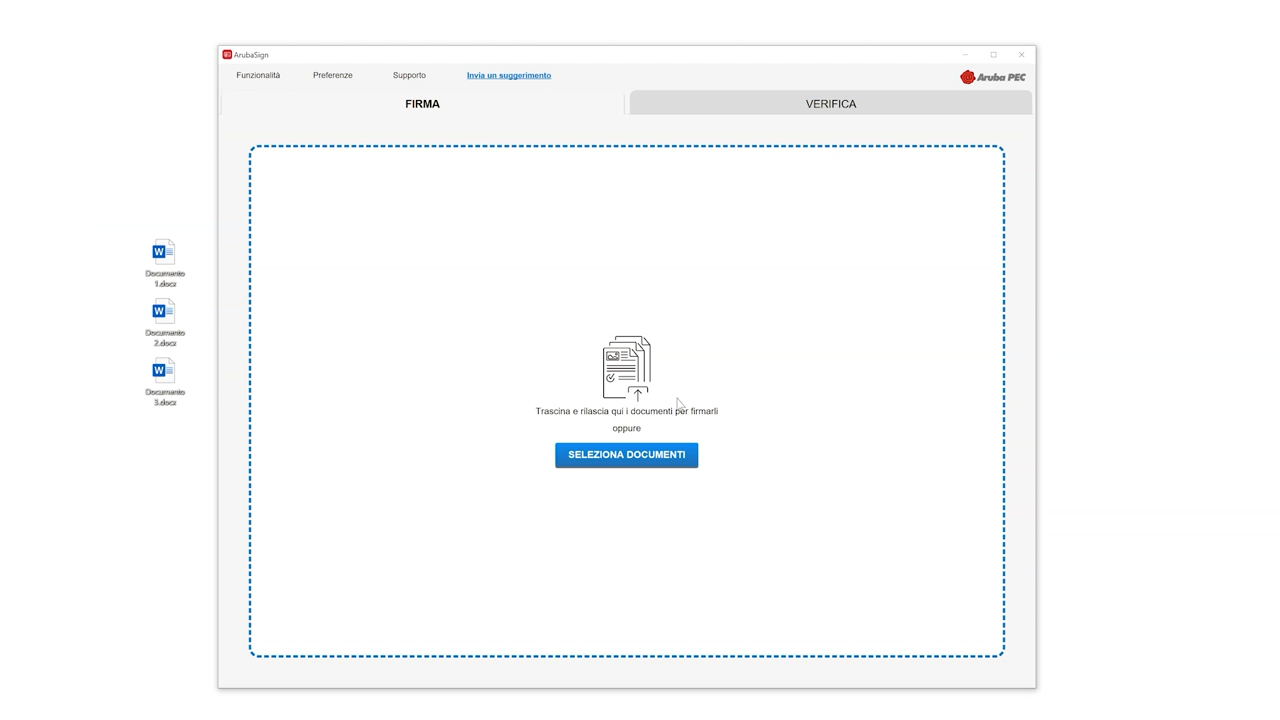 ArubaSign
Funzionalità Preferenze Supporto Invia un suggerimento
Aruba PEC
FIRMA VERIFICA
Documento
1.docx
Documento
2.docx
Documento
3.docx
Trascina e rilascia qui i documenti per firmarli
oppure
SELEZIONA DOCUMENTI